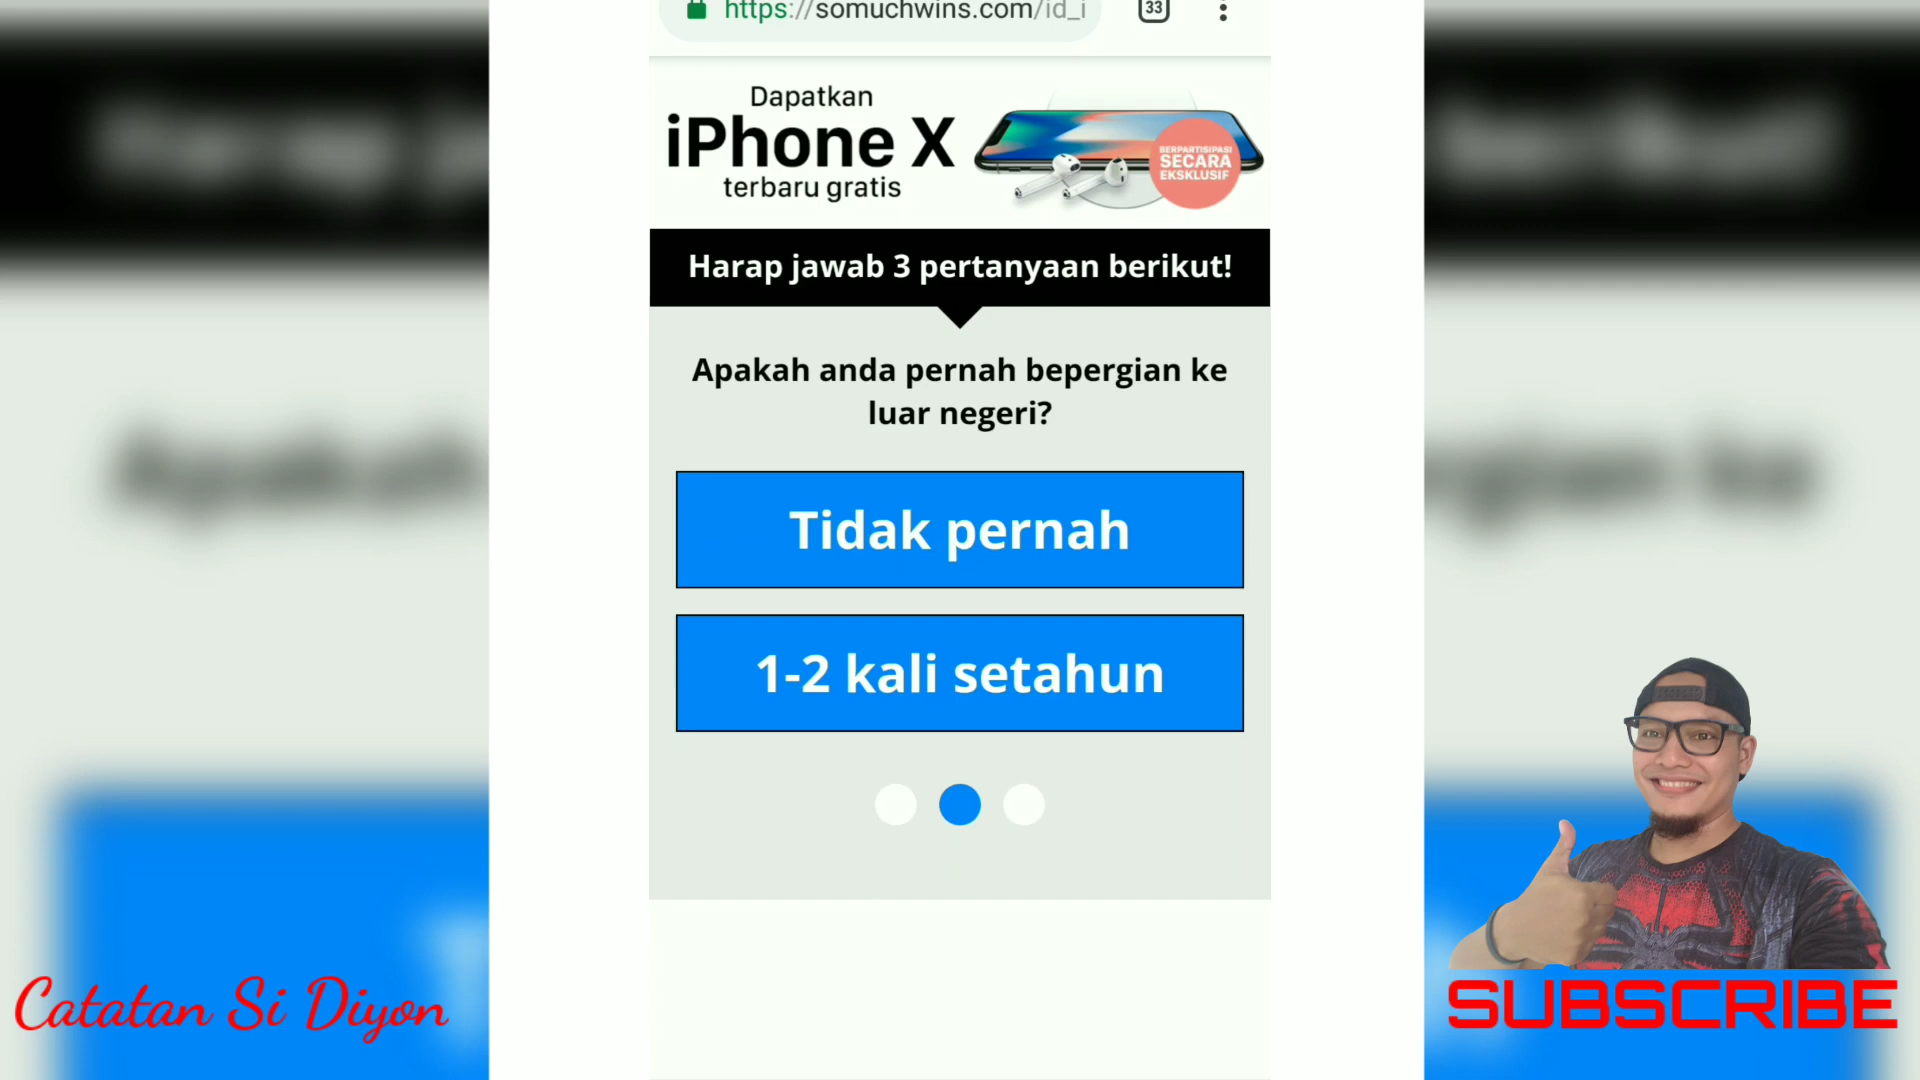 https://somuchwins.com/id_i
33
Dapatkan
iPhone X
terbaru gratis
BERPARTISIPASI
SECARA
EKSKLUSIF
Harap jawab 3 pertanyaan berikut!
Apakah anda pernah bepergian ke
luar negeri?
Tidak pernah
1-2 kali setahun
Catatan Si Diyon
SUBSCRIBE